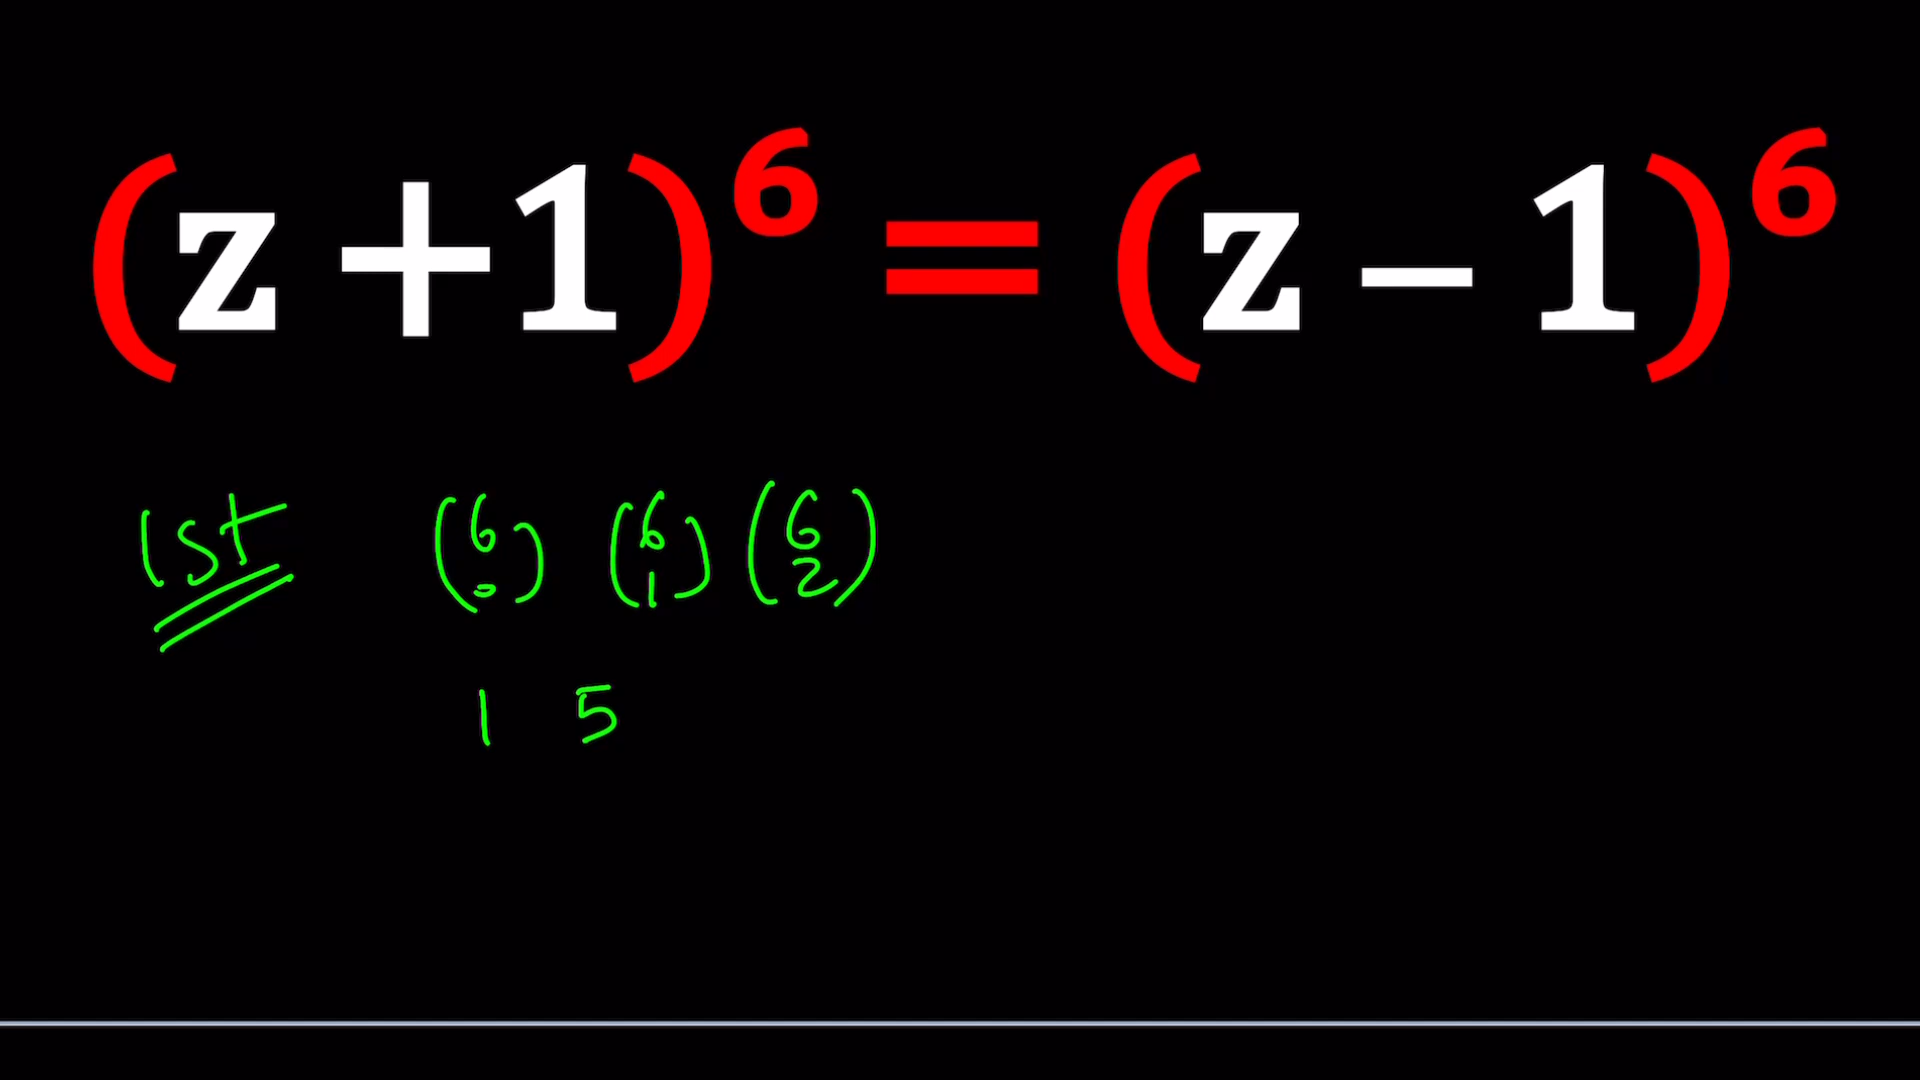 (z + 1)⁶ = (z – 1)⁶
1st (6 0) (6 1) (6 2)
1 5